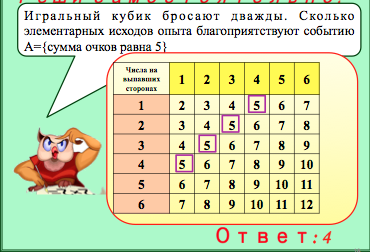 Игральный кубик бросают дважды. Сколько
элементарных исходов опыта благоприятствуют событию
А={сумма очков равна 5}
Числа на
выпавших
сторонах
1 2 3 4 5 6
1 2 3 4 5 6 7
2 3 4 5 6 7 8
3 4 5 6 7 8 9
4 5 6 7 8 9 10
5 6 7 8 9 10 11
6 7 8 9 10 11 12
Ответ:4